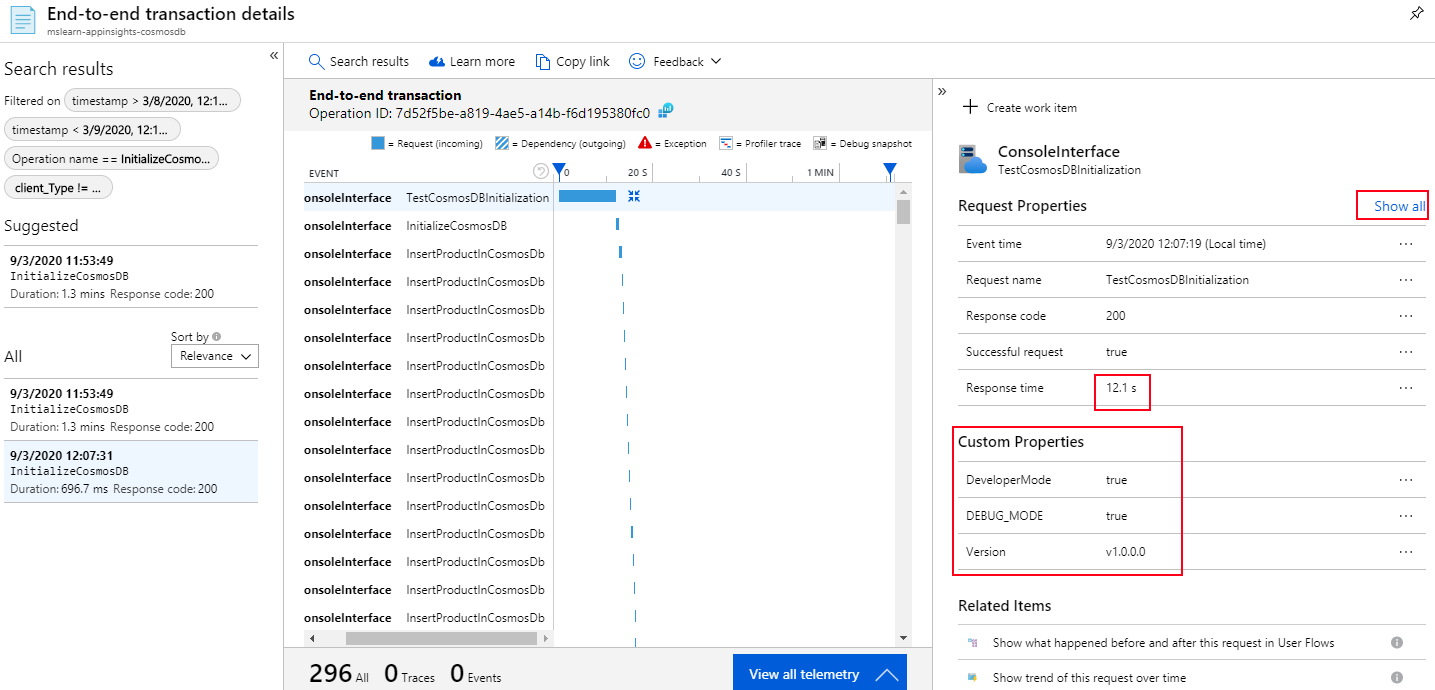 End-to-end transaction details
mslearn-appinsights-cosmosdb
«
Search results
Filtered on timestamp > 3/8/2020, 12:1...
timestamp < 3/9/2020, 12:1...
Operation name == InitializeCosmo...
client_Type != ...
Suggested
9/3/2020 11:53:49
InitializeCosmosDB
Duration: 1.3 mins Response code: 200
Sort by
All
Relevance
9/3/2020 11:53:49
InitializeCosmosDB
Duration: 1.3 mins Response code: 200
9/3/2020 12:07:31
InitializeCosmosDB
Duration: 696.7 ms Response code: 200
Search results Learn more Copy link Feedback
End-to-end transaction
Operation ID: 7d52f5be-a819-4ae5-a14b-f6d195380fc0
= Request (incoming) = Dependency (outgoing) = Exception = Profiler trace = Debug snapshot
EVENT 0 20 S 40 S 1 MIN
onsoleInterface TestCosmosDBInitialization
onsoleInterface InitializeCosmosDB
onsoleInterface InsertProductInCosmosDb
onsoleInterface InsertProductInCosmosDb
onsoleInterface InsertProductInCosmosDb
onsoleInterface InsertProductInCosmosDb
onsoleInterface InsertProductInCosmosDb
onsoleInterface InsertProductInCosmosDb
onsoleInterface InsertProductInCosmosDb
onsoleInterface InsertProductInCosmosDb
onsoleInterface InsertProductInCosmosDb
onsoleInterface InsertProductInCosmosDb
onsoleInterface InsertProductInCosmosDb
onsoleInterface InsertProductInCosmosDb
onsoleInterface InsertProductInCosmosDb
onsoleInterface InsertProductInCosmosDb
296 All 0 Traces 0 Events
View all telemetry
»
Create work item
ConsoleInterface
TestCosmosDBInitialization
Request Properties Show all
Event time 9/3/2020 12:07:19 (Local time) ...
Request name TestCosmosDBInitialization ...
Response code 200 ...
Successful request true ...
Response time 12.1 s ...
Custom Properties
DeveloperMode true ...
DEBUG_MODE true ...
Version v1.0.0.0 ...
Related Items
Show what happened before and after this request in User Flows
Show trend of this request over time